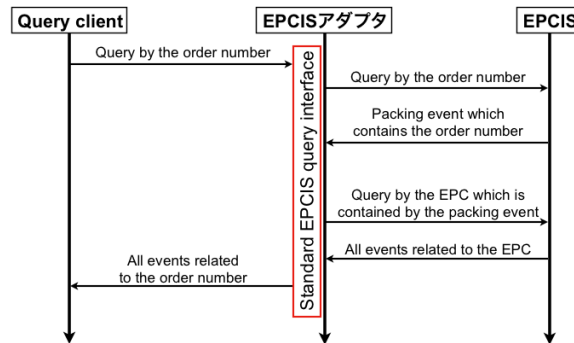 Query client
EPCISアダプタ
EPCIS
Query by the order number
Query by the order number
Packing event which
contains the order number
Standard EPCIS query interface
Query by the EPC which is
contained by the packing event
All events related to the EPC
All events related
to the order number